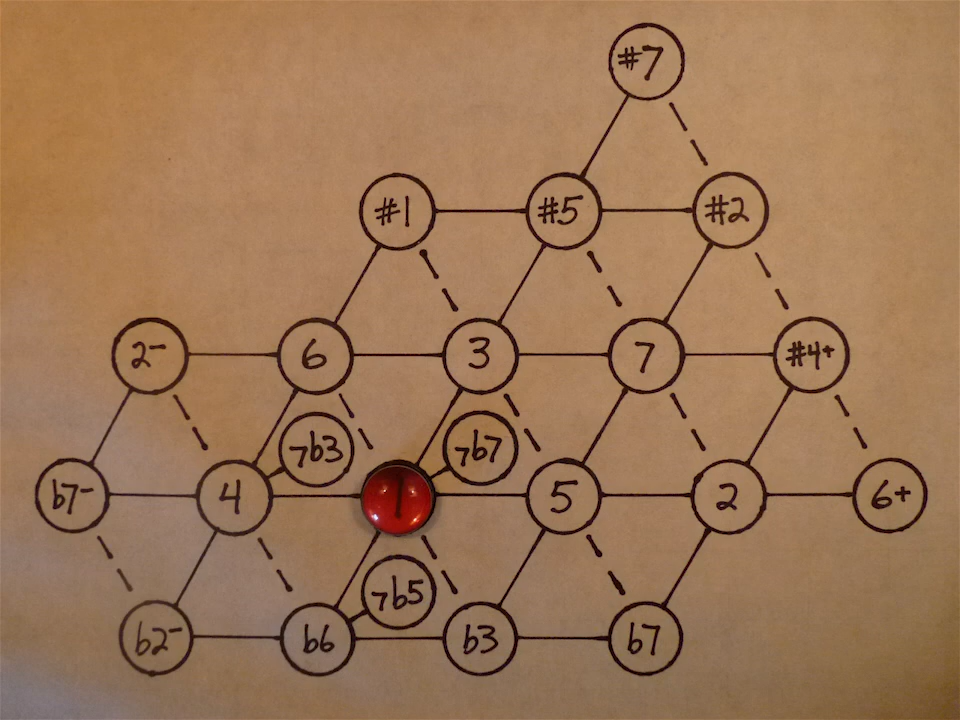 #7
#1 #5 #2
2- 6 3 7 #4+
7b3 7b7
b7- 4 1 5 2 6+
7b5
b2- b6 b3 b7